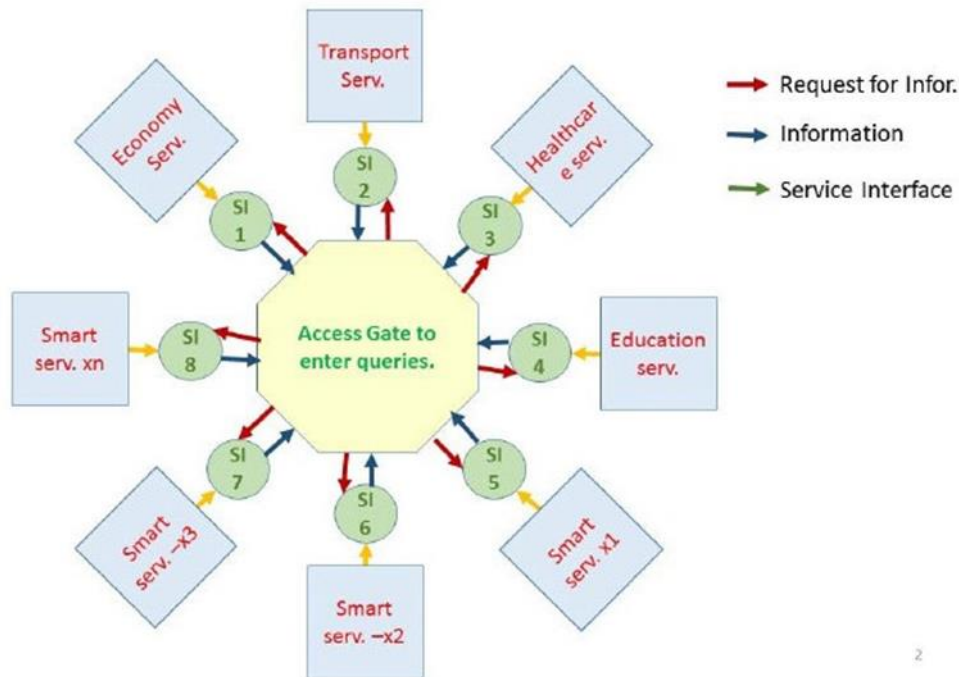 Transport
Serv.
Economy
Serv.
Healthcar
e serv.
Request for Infor.
Information
Service Interface
SI
2
SI
1
SI
3
Access Gate to
enter queries.
Smart
serv. xn
SI
8
SI
4
Education
serv.
SI
7
SI
5
SI
6
Smart
serv. –x3
Smart
serv. x1
Smart
serv. –x2
2